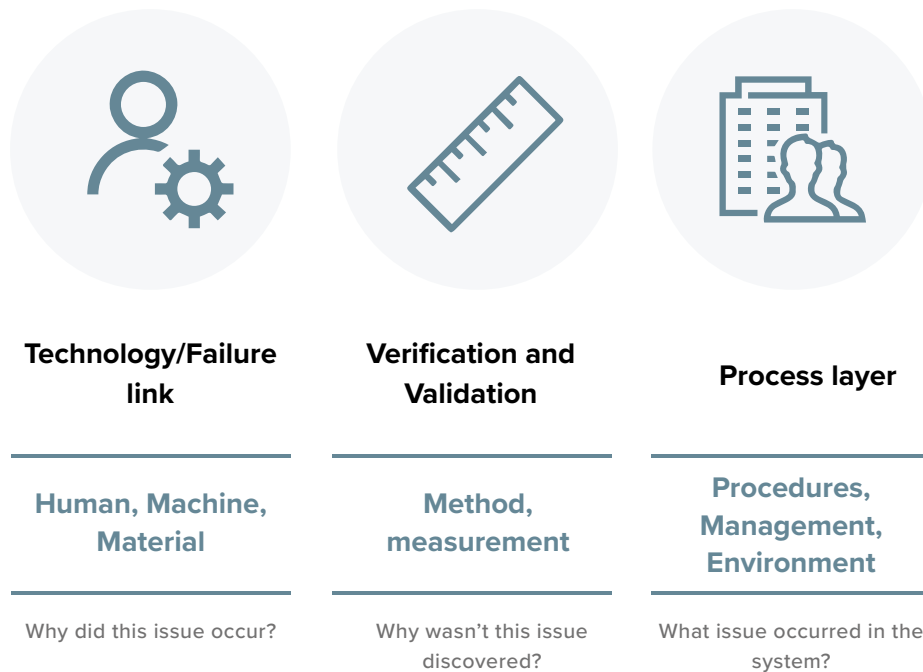 Technology/Failure
link
Verification and
Validation
Process layer
Human, Machine,
Material
Method,
measurement
Procedures,
Management,
Environment
Why did this issue occur?
Why wasn't this issue
discovered?
What issue occurred in the
system?